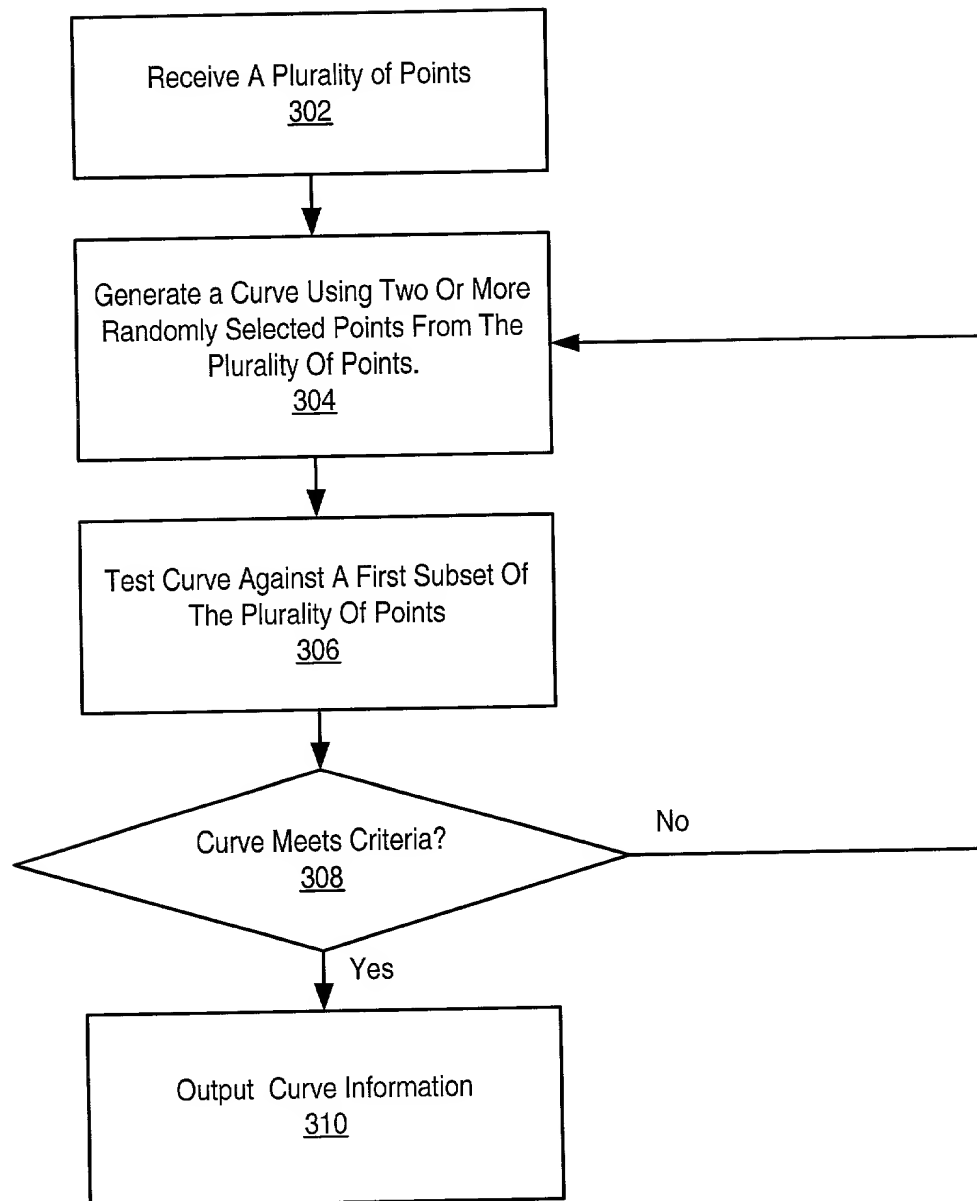 Receive A Plurality of Points
302
Generate a Curve Using Two Or More
Randomly Selected Points From The
Plurality Of Points.
304
Test Curve Against A First Subset Of
The Plurality Of Points
306
Curve Meets Criteria?
308
No
Yes
Output Curve Information
310